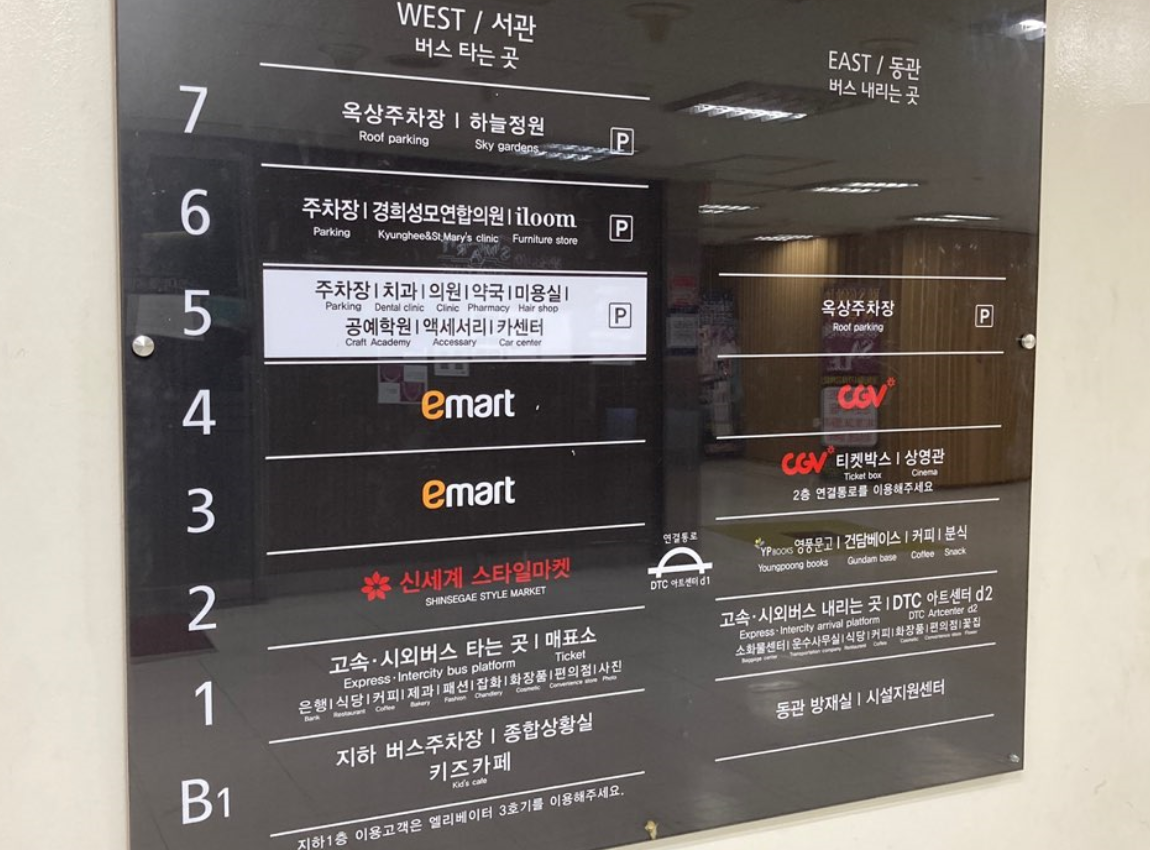 WEST / 서관
버스 타는 곳
EAST / 동관
버스 내리는 곳
7
옥상주차장 | 하늘정원
Roof parking Sky gardens
P
6
주차장 | 경희성모연합의원 | iloom
Parking Kyunghee&St.Mary's clinic Furniture store
P
5
주차장 | 치과 | 의원 | 약국 | 미용실 |
Parking Dental clinic Clinic Pharmacy Hair shop
공예학원 | 액세서리 | 카센터
Craft Academy Accessary Car center
P
옥상주차장
Roof parking
P
4
emart
CGV
3
emart
CGV 티켓박스 | 상영관
Ticket box Cinema
2층 연결통로를 이용해주세요
2
신세계 스타일마켓
SHINSEGAE STYLE MARKET
연결통로
DTC 아트센터 d1
YPBOOKS 영풍문고 | 건담베이스 | 커피 | 분식
Youngpoong books Gundam base Coffee Snack
1
고속·시외버스 타는 곳 | 매표소
Express·Intercity bus platform Ticket
은행 | 식당 | 커피 | 제과 | 패션 | 잡화 | 화장품 | 편의점 | 사진
Bank Restaurant Coffee Bakery Fashion Chandlery Cosmetic Convenience store Photo
고속·시외버스 내리는 곳 | DTC 아트센터 d2
Express·Intercity arrival platform DTC Artcenter d2
소화물센터 | 운수사무실 | 식당 | 커피 | 화장품 | 편의점 | 꽃집
Baggage center Transportation company Restaurant Coffee Cosmetic Convenience store Flower
B1
지하 버스주차장 | 종합상황실
키즈카페
Kid's cafe
동관 방재실 | 시설지원센터
지하1층 이용고객은 엘리베이터 3호기를 이용해주세요.